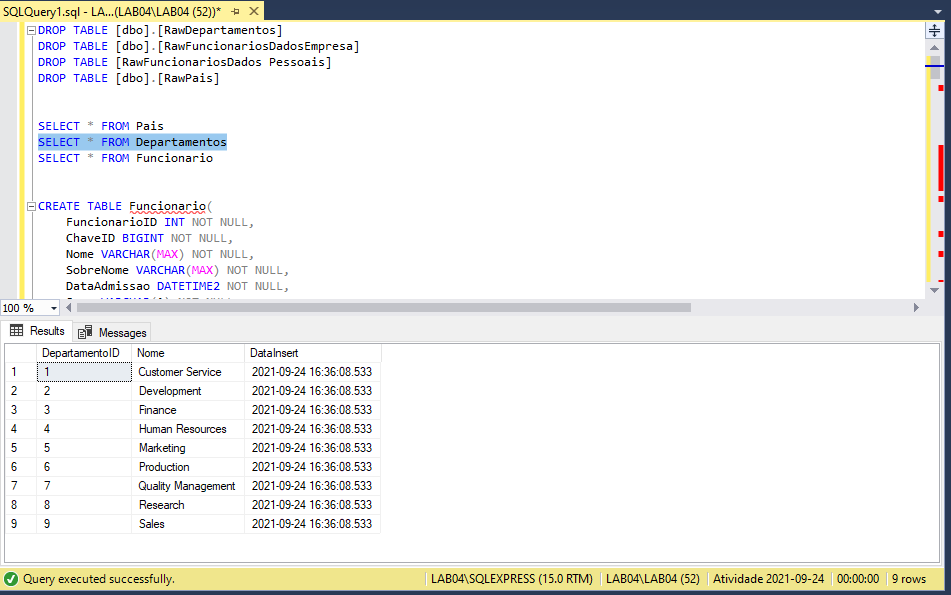 SQLQuery1.sql - LA...(LAB04\LAB04 (52))*
DROP TABLE [dbo].[RawDepartamentos]
DROP TABLE [dbo].[RawFuncionariosDadosEmpresa]
DROP TABLE [RawFuncionariosDados Pessoais]
DROP TABLE [dbo].[RawPais]
SELECT * FROM Pais
SELECT * FROM Departamentos
SELECT * FROM Funcionario
CREATE TABLE Funcionario(
FuncionarioID INT NOT NULL,
ChaveID BIGINT NOT NULL,
Nome VARCHAR(MAX) NOT NULL,
SobreNome VARCHAR(MAX) NOT NULL,
DataAdmissao DATETIME2 NOT NULL,
100 %
Results Messages
DepartamentoID Nome DataInsert
1 1 Customer Service 2021-09-24 16:36:08.533
2 2 Development 2021-09-24 16:36:08.533
3 3 Finance 2021-09-24 16:36:08.533
4 4 Human Resources 2021-09-24 16:36:08.533
5 5 Marketing 2021-09-24 16:36:08.533
6 6 Production 2021-09-24 16:36:08.533
7 7 Quality Management 2021-09-24 16:36:08.533
8 8 Research 2021-09-24 16:36:08.533
9 9 Sales 2021-09-24 16:36:08.533
Query executed successfully. LAB04\SQLEXPRESS (15.0 RTM) LAB04\LAB04 (52) Atividade 2021-09-24 00:00:00 9 rows